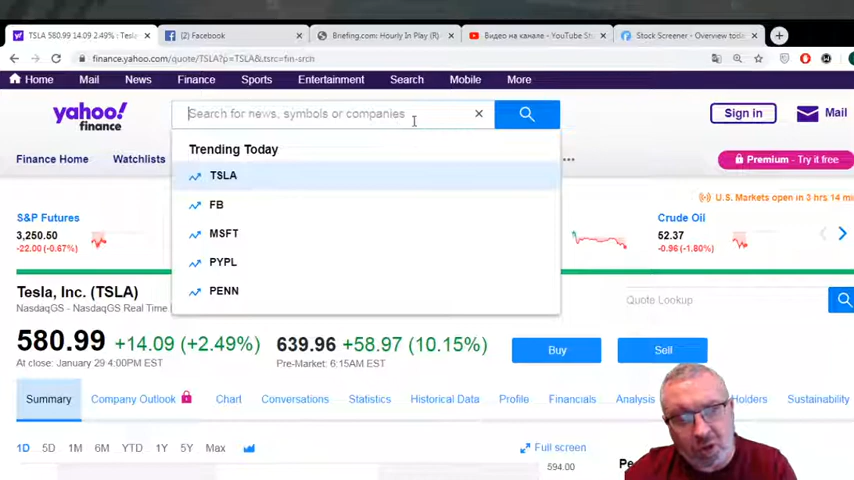 TSLA 580.99 14.09 2.49% : Tesla
(2) Facebook
Briefing.com: Hourly In Play (R)
Видео на канале - YouTube St
Stock Screener - Overview toda
finance.yahoo.com/quote/TSLA?p=TSLA&.tsrc=fin-srch
Home Mail News Finance Sports Entertainment Search Mobile More
yahoo!
finance
Search for news, symbols or companies
Sign in
Mail
Trending Today
Finance Home Watchlists
Premium - Try it free
TSLA
U.S. Markets open in 3 hrs 14 min
FB
S&P Futures
3,250.50
-22.00 (-0.67%)
Crude Oil
52.37
-0.96 (-1.80%)
MSFT
PYPL
PENN
Tesla, Inc. (TSLA)
NasdaqGS - NasdaqGS Real Time
Quote Lookup
580.99 +14.09 (+2.49%)
At close: January 29 4:00PM EST
639.96 +58.97 (10.15%)
Pre-Market: 6:15AM EST
Buy
Sell
Summary Company Outlook Chart Conversations Statistics Historical Data Profile Financials Analysis Holders Sustainability
1D 5D 1M 6M YTD 1Y 5Y Max
Full screen
594.00